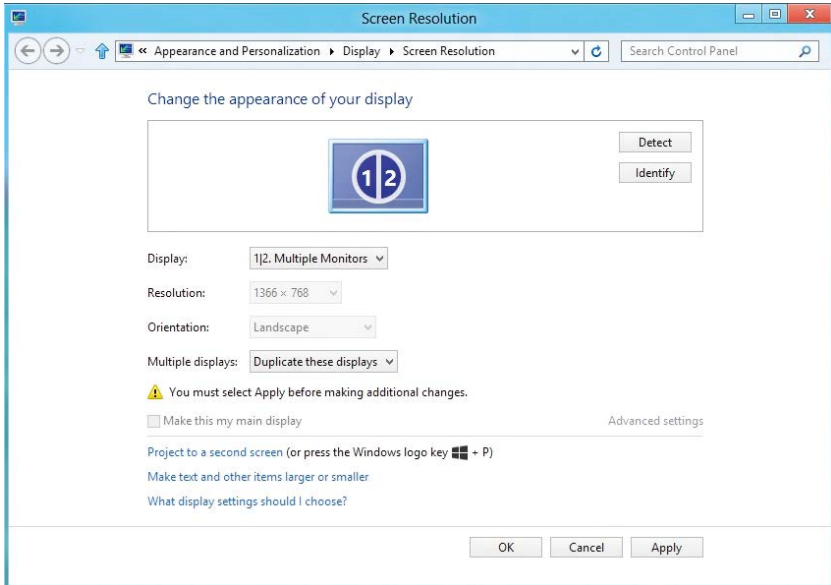 Screen Resolution
« Appearance and Personalization ▸ Display ▸ Screen Resolution
Search Control Panel
Change the appearance of your display
1 2
Detect
Identify
Display: 1|2. Multiple Monitors
Resolution: 1366 × 768
Orientation: Landscape
Multiple displays: Duplicate these displays
You must select Apply before making additional changes.
Make this my main display Advanced settings
Project to a second screen (or press the Windows logo key + P)
Make text and other items larger or smaller
What display settings should I choose?
OK Cancel Apply